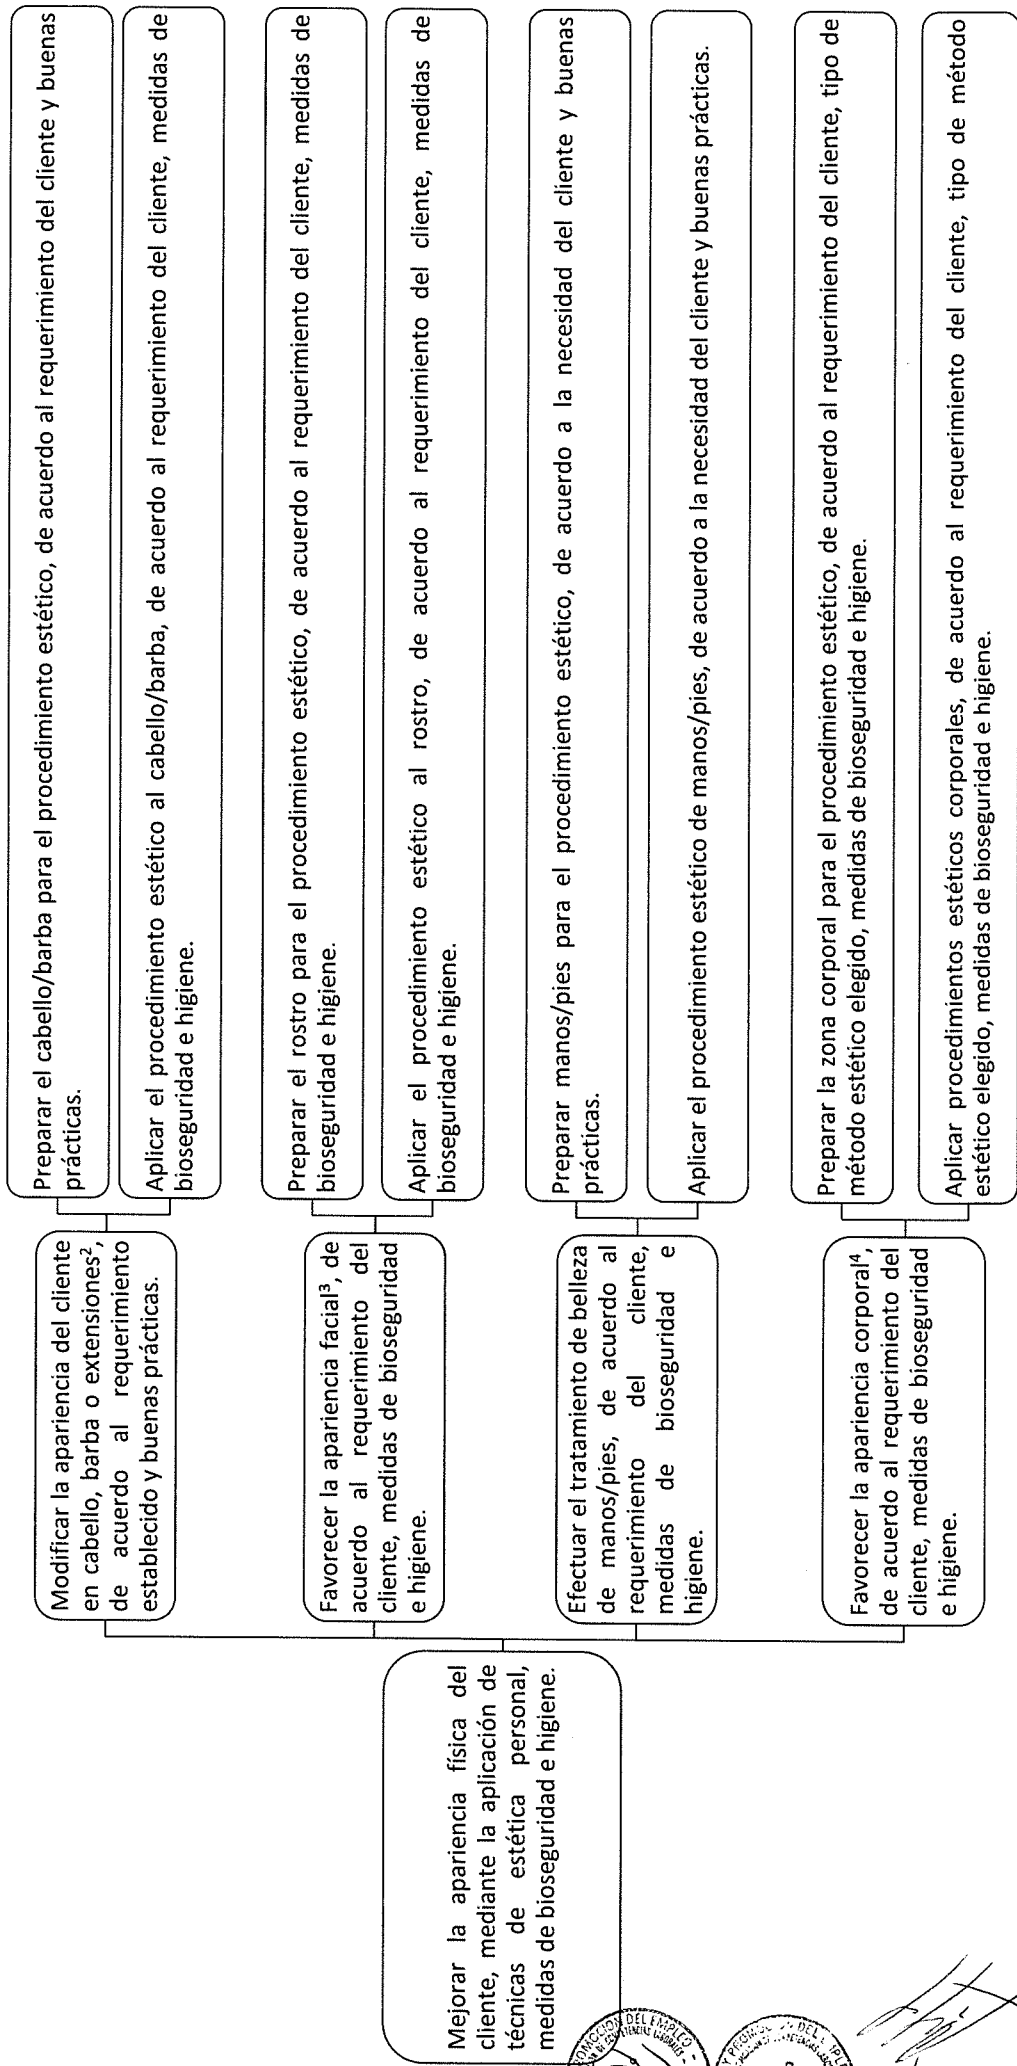 Mejorar la apariencia física del
cliente, mediante la aplicación de
técnicas de estética personal,
medidas de bioseguridad e higiene.
Modificar la apariencia del cliente
en cabello, barba o extensiones²,
de acuerdo al requerimiento
establecido y buenas prácticas.
Preparar el cabello/barba para el procedimiento estético, de acuerdo al requerimiento del cliente y buenas
prácticas.
Aplicar el procedimiento estético al cabello/barba, de acuerdo al requerimiento del cliente, medidas de
bioseguridad e higiene.
Favorecer la apariencia facial³, de
acuerdo al requerimiento del
cliente, medidas de bioseguridad
e higiene.
Preparar el rostro para el procedimiento estético, de acuerdo al requerimiento del cliente, medidas de
bioseguridad e higiene.
Aplicar el procedimiento estético al rostro, de acuerdo al requerimiento del cliente, medidas de
bioseguridad e higiene.
Efectuar el tratamiento de belleza
de manos/pies, de acuerdo al
requerimiento del cliente,
medidas de bioseguridad e
higiene.
Preparar manos/pies para el procedimiento estético, de acuerdo a la necesidad del cliente y buenas
prácticas.
Aplicar el procedimiento estético de manos/pies, de acuerdo a la necesidad del cliente y buenas prácticas.
Favorecer la apariencia corporal⁴,
de acuerdo al requerimiento del
cliente, medidas de bioseguridad
e higiene.
Preparar la zona corporal para el procedimiento estético, de acuerdo al requerimiento del cliente, tipo de
método estético elegido, medidas de bioseguridad e higiene.
Aplicar procedimientos estéticos corporales, de acuerdo al requerimiento del cliente, tipo de método
estético elegido, medidas de bioseguridad e higiene.
DEL EMPLEO